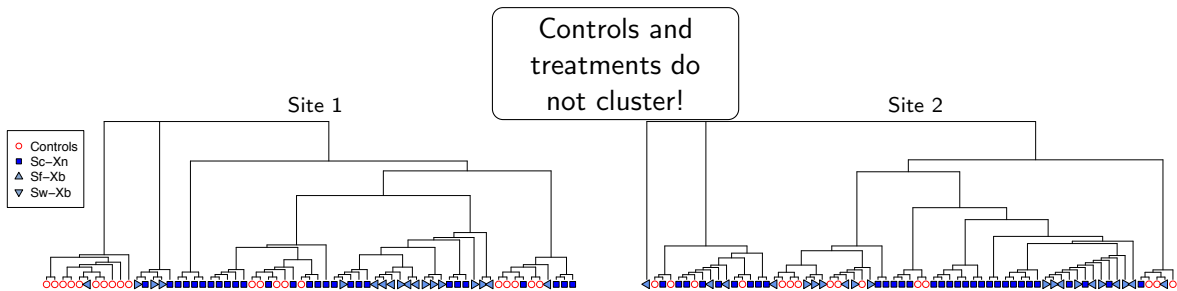 Controls and
treatments do
not cluster!
Site 1
Site 2
Controls
Sc−Xn
Sf−Xb
Sw−Xb